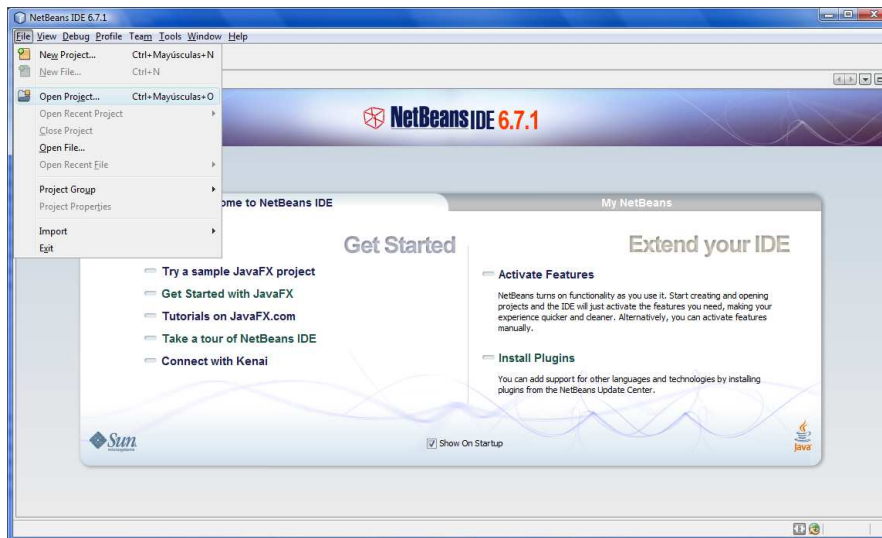 NetBeans IDE 6.7.1
File View Debug Profile Team Tools Window Help
New Project... Ctrl+Mayúsculas+N
New File... Ctrl+N
Open Project... Ctrl+Mayúsculas+O
Open Recent Project
Close Project
Open File...
Open Recent File
Project Group
Project Properties
Import
Exit
NetBeans IDE 6.7.1
ome to NetBeans IDE
My NetBeans
Get Started
Try a sample JavaFX project
Get Started with JavaFX
Tutorials on JavaFX.com
Take a tour of NetBeans IDE
Connect with Kenai
Extend your IDE
Activate Features
NetBeans turns on functionality as you use it. Start creating and opening
projects and the IDE will just activate the features you need, making your
experience quicker and cleaner. Alternatively, you can activate features
manually.
Install Plugins
You can add support for other languages and technologies by installing
plugins from the NetBeans Update Center.
Sun
microsystems
Show On Startup
Java